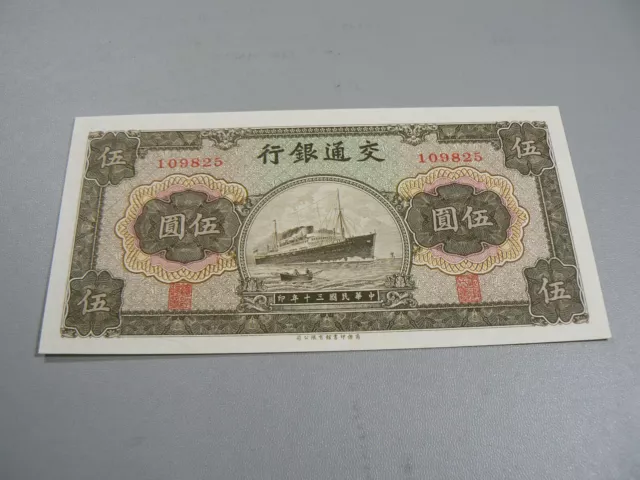 交通銀行
伍 伍
109825 109825
伍圓 伍圓
中華民國三十年印
伍 伍